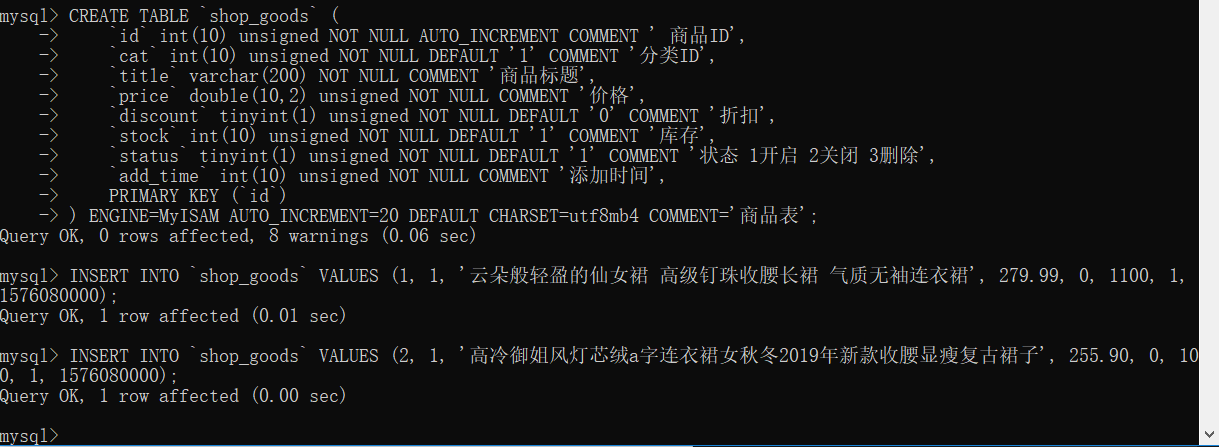 mysql> CREATE TABLE `shop_goods` (
    ->     `id` int(10) unsigned NOT NULL AUTO_INCREMENT COMMENT ' 商品ID',
    ->     `cat` int(10) unsigned NOT NULL DEFAULT '1' COMMENT '分类ID',
    ->     `title` varchar(200) NOT NULL COMMENT '商品标题',
    ->     `price` double(10,2) unsigned NOT NULL COMMENT '价格',
    ->     `discount` tinyint(1) unsigned NOT NULL DEFAULT '0' COMMENT '折扣',
    ->     `stock` int(10) unsigned NOT NULL DEFAULT '1' COMMENT '库存',
    ->     `status` tinyint(1) unsigned NOT NULL DEFAULT '1' COMMENT '状态 1开启 2关闭 3删除',
    ->     `add_time` int(10) unsigned NOT NULL COMMENT '添加时间',
    ->     PRIMARY KEY (`id`)
    -> ) ENGINE=MyISAM AUTO_INCREMENT=20 DEFAULT CHARSET=utf8mb4 COMMENT='商品表';
Query OK, 0 rows affected, 8 warnings (0.06 sec)
mysql> INSERT INTO `shop_goods` VALUES (1, 1, '云朵般轻盈的仙女裙 高级钉珠收腰长裙 气质无袖连衣裙', 279.99, 0, 1100, 1,
1576080000);
Query OK, 1 row affected (0.01 sec)
mysql> INSERT INTO `shop_goods` VALUES (2, 1, '高冷御姐风灯芯绒a字连衣裙女秋冬2019年新款收腰显瘦复古裙子', 255.90, 0, 10
0, 1, 1576080000);
Query OK, 1 row affected (0.00 sec)
mysql>